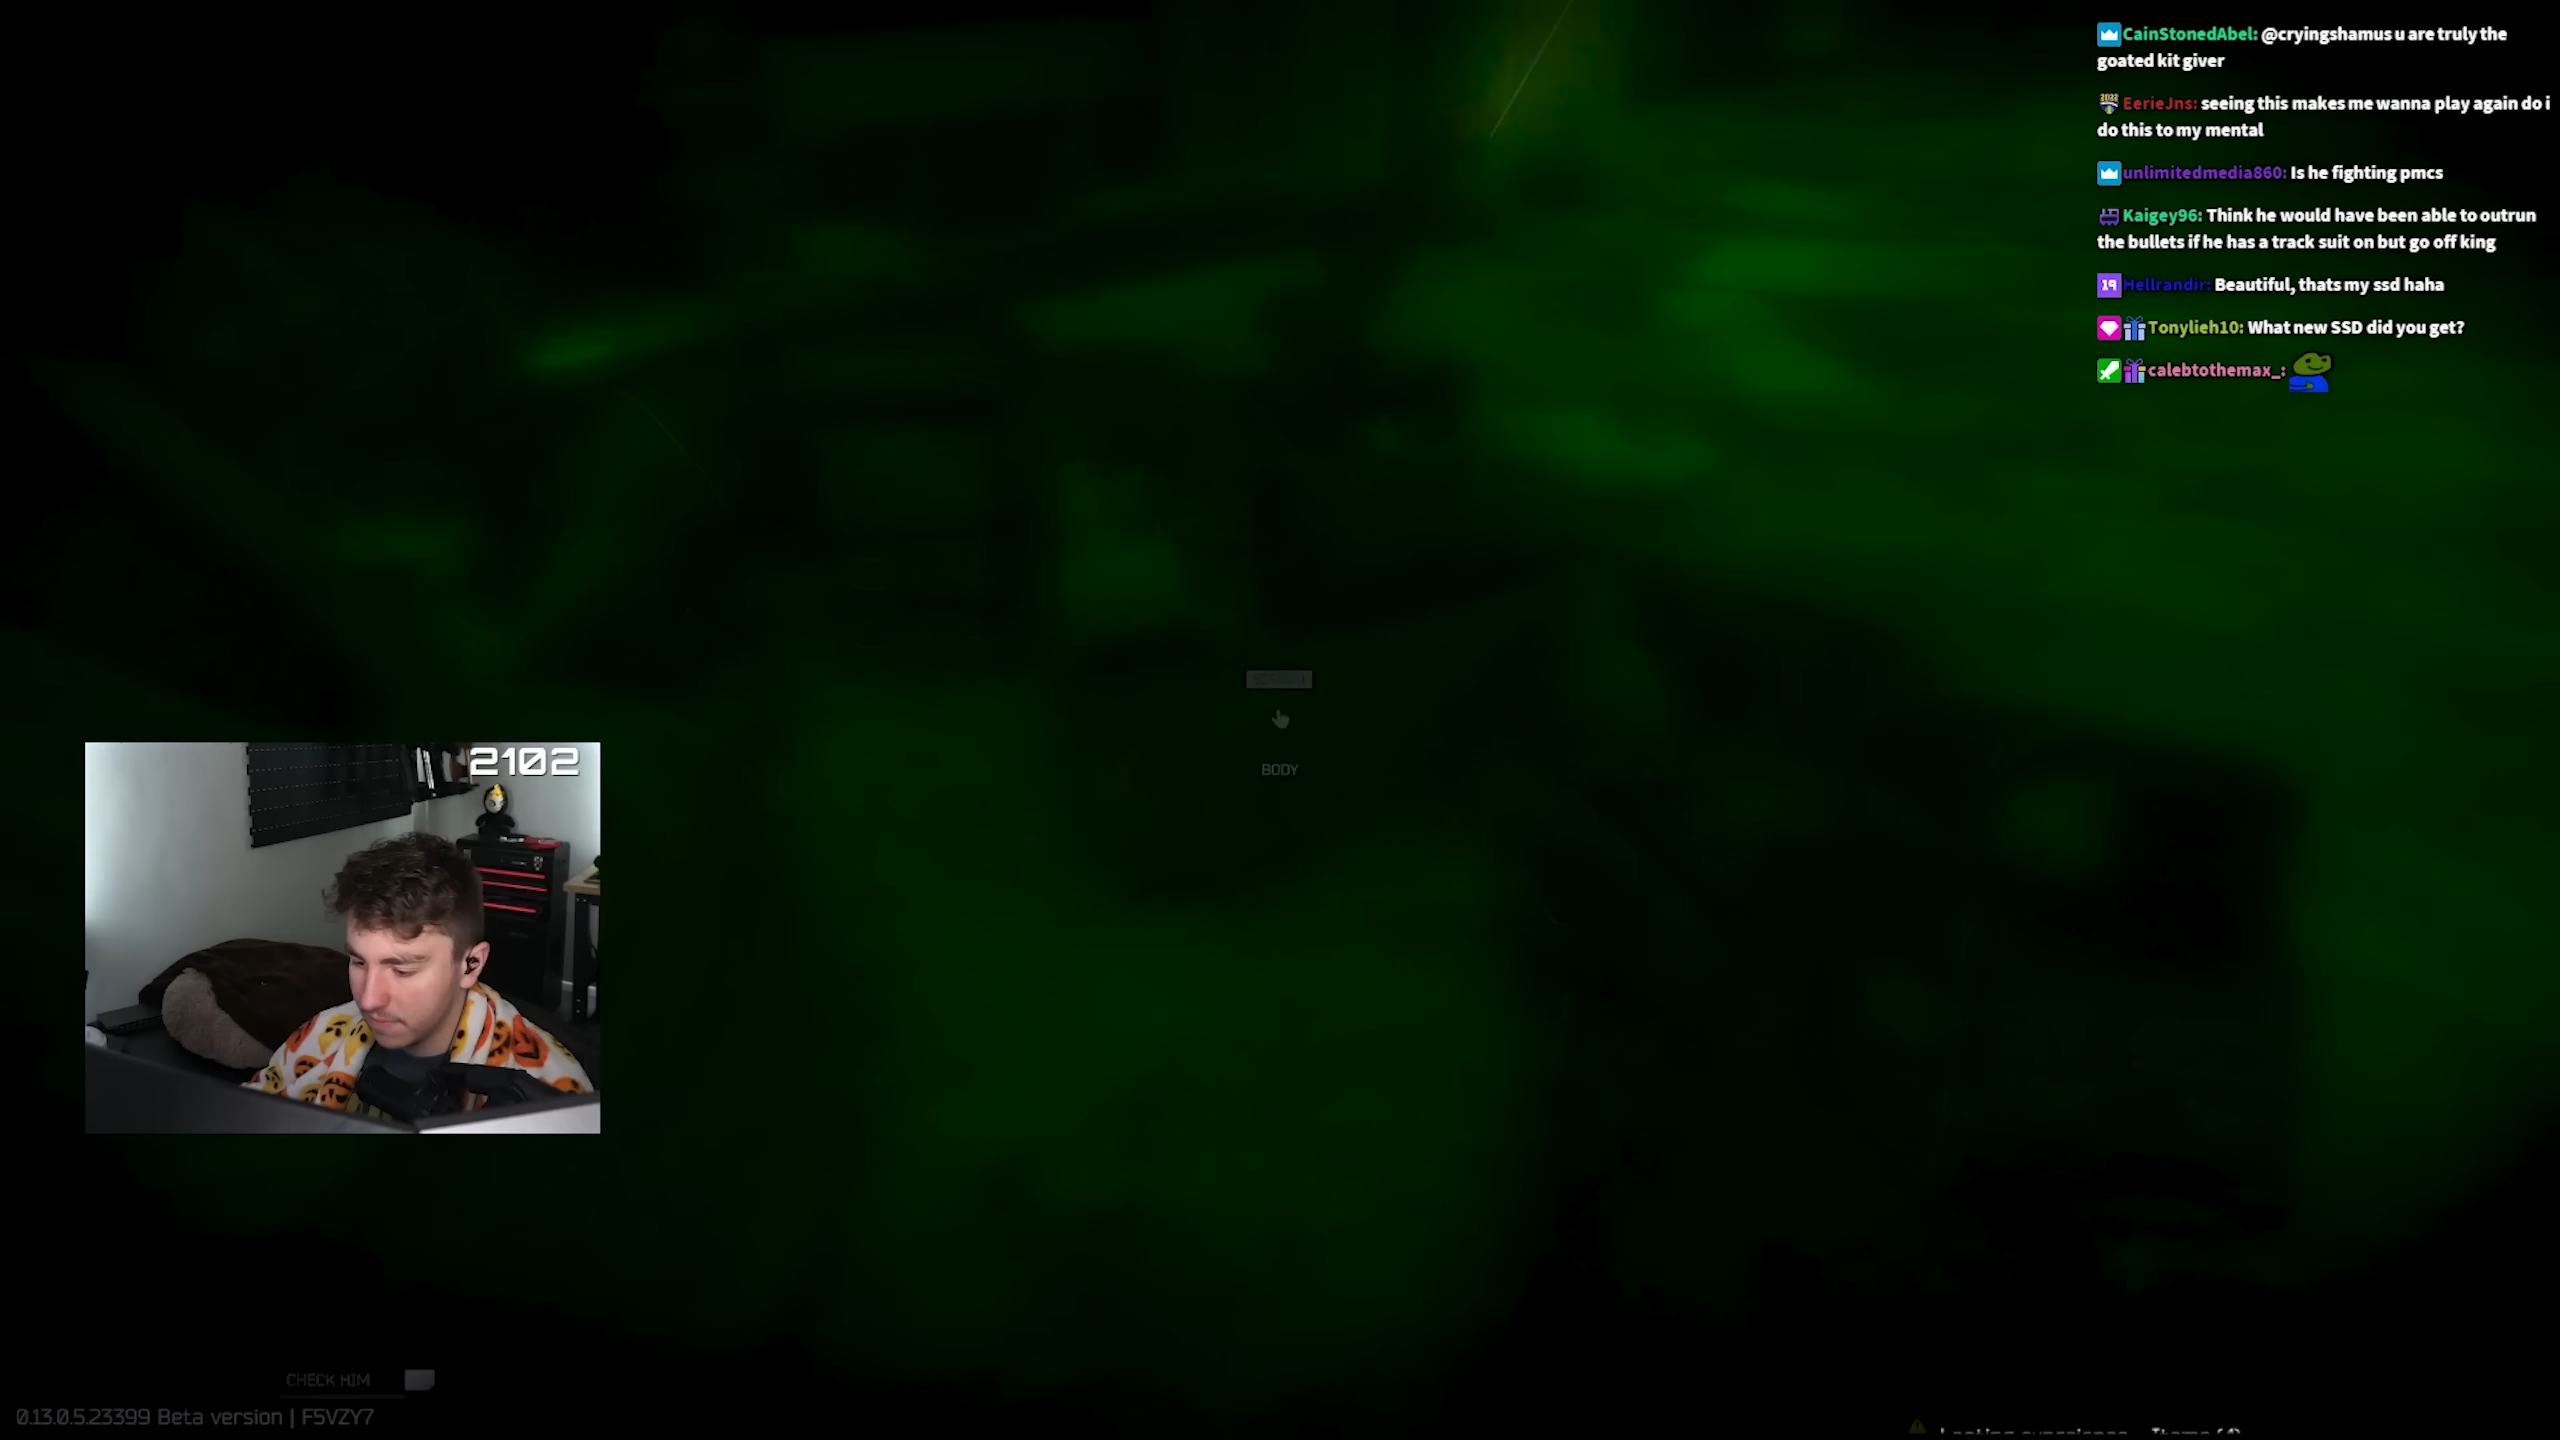 CainStonedAbel: @cryingshamus u are truly the
goated kit giver
EerieJns: seeing this makes me wanna play again do i
do this to my mental
unlimitedmedia860: Is he fighting pmcs
Kaigey96: Think he would have been able to outrun
the bullets if he has a track suit on but go off king
19 Hellrandir: Beautiful, thats my ssd haha
Tonylieh10: What new SSD did you get?
calebtothemax_:
SEARCH
BODY
2102
CHECK HIM
0.13.0.5.23399 Beta version | F5VZY7